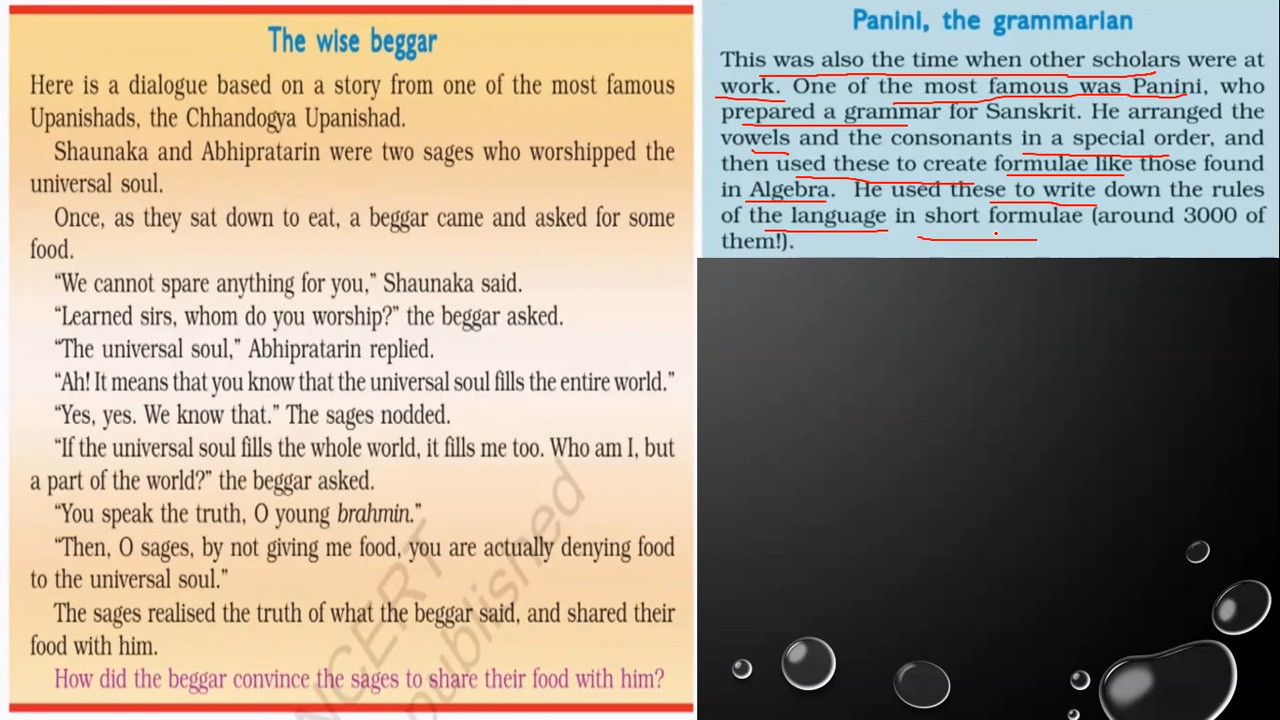 The wise beggar
Here is a dialogue based on a story from one of the most famous
Upanishads, the Chhandogya Upanishad.
Shaunaka and Abhipratarin were two sages who worshipped the
universal soul.
Once, as they sat down to eat, a beggar came and asked for some
food.
“We cannot spare anything for you,” Shaunaka said.
“Learned sirs, whom do you worship?” the beggar asked.
“The universal soul,” Abhipratarin replied.
“Ah! It means that you know that the universal soul fills the entire world.”
“Yes, yes. We know that.” The sages nodded.
“If the universal soul fills the whole world, it fills me too. Who am I, but
a part of the world?” the beggar asked.
“You speak the truth, O young brahmin.”
“Then, O sages, by not giving me food, you are actually denying food
to the universal soul.”
The sages realised the truth of what the beggar said, and shared their
food with him.
How did the beggar convince the sages to share their food with him?
NCERT
published
Panini, the grammarian
This was also the time when other scholars were at
work. One of the most famous was Panini, who
prepared a grammar for Sanskrit. He arranged the
vowels and the consonants in a special order, and
then used these to create formulae like those found
in Algebra. He used these to write down the rules
of the language in short formulae (around 3000 of
them!).